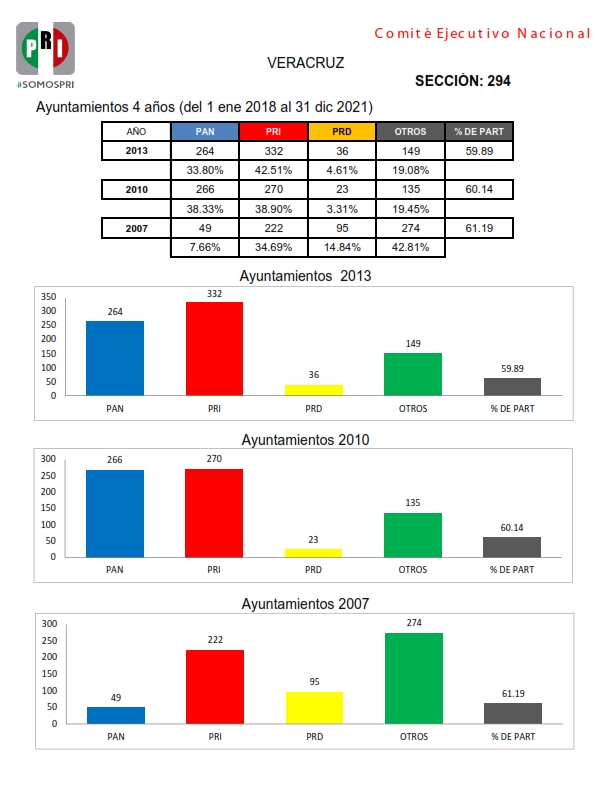 Comité Ejecutivo Nacional
PRI
#SOMOSPRI
VERACRUZ
SECCIÓN: 294
Ayuntamientos 4 años (del 1 ene 2018 al 31 dic 2021)
AÑO PAN PRI PRD OTROS % DE PART
2013 264 332 36 149 59.89
33.80% 42.51% 4.61% 19.08%
2010 266 270 23 135 60.14
38.33% 38.90% 3.31% 19.45%
2007 49 222 95 274 61.19
7.66% 34.69% 14.84% 42.81%
Ayuntamientos 2013
350
300
250
200
150
100
50
0
264 332 36 149 59.89
PAN PRI PRD OTROS % DE PART
Ayuntamientos 2010
300
250
200
150
100
50
0
266 270 23 135 60.14
PAN PRI PRD OTROS % DE PART
Ayuntamientos 2007
300
250
200
150
100
50
0
49 222 95 274 61.19
PAN PRI PRD OTROS % DE PART